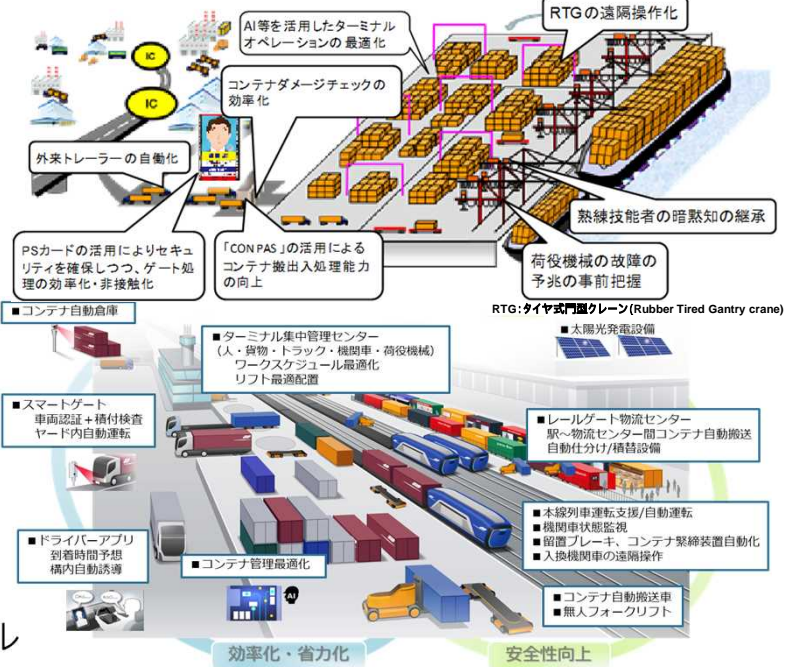 RTGの遠隔操作化
AI等を活用したターミナル
オペレーションの最適化
IC
IC
コンテナダメージチェックの
効率化
外来トレーラーの自働化
熟練技能者の暗黙知の継承
PSカードの活用によりセキュ
リティを確保しつつ、ゲート処
理の効率化・非接触化
「CONPAS」の活用による
コンテナ搬出入処理能力
の向上
荷役機械の故障の
予兆の事前把握
RTG:タイヤ式門型クレーン(Rubber Tired Gantry crane)
■コンテナ自動倉庫
■ターミナル集中管理センター
(人・貨物・トラック・機関車・荷役機械)
ワークスケジュール最適化
リフト最適配置
■太陽光発電設備
■スマートゲート
車両認証+積付検査
ヤード内自動運転
■レールゲート物流センター
駅~物流センター間コンテナ自動搬送
自動仕分け/積替設備
■本線列車運転支援/自動運転
■機関車状態監視
■留置ブレーキ、コンテナ緊締装置自動化
■入換機関車の遠隔操作
■ドライバーアプリ
到着時間予想
構内自動誘導
■コンテナ管理最適化
AI
■コンテナ自動搬送車
■無人フォークリフト
ル
効率化・省力化
安全性向上